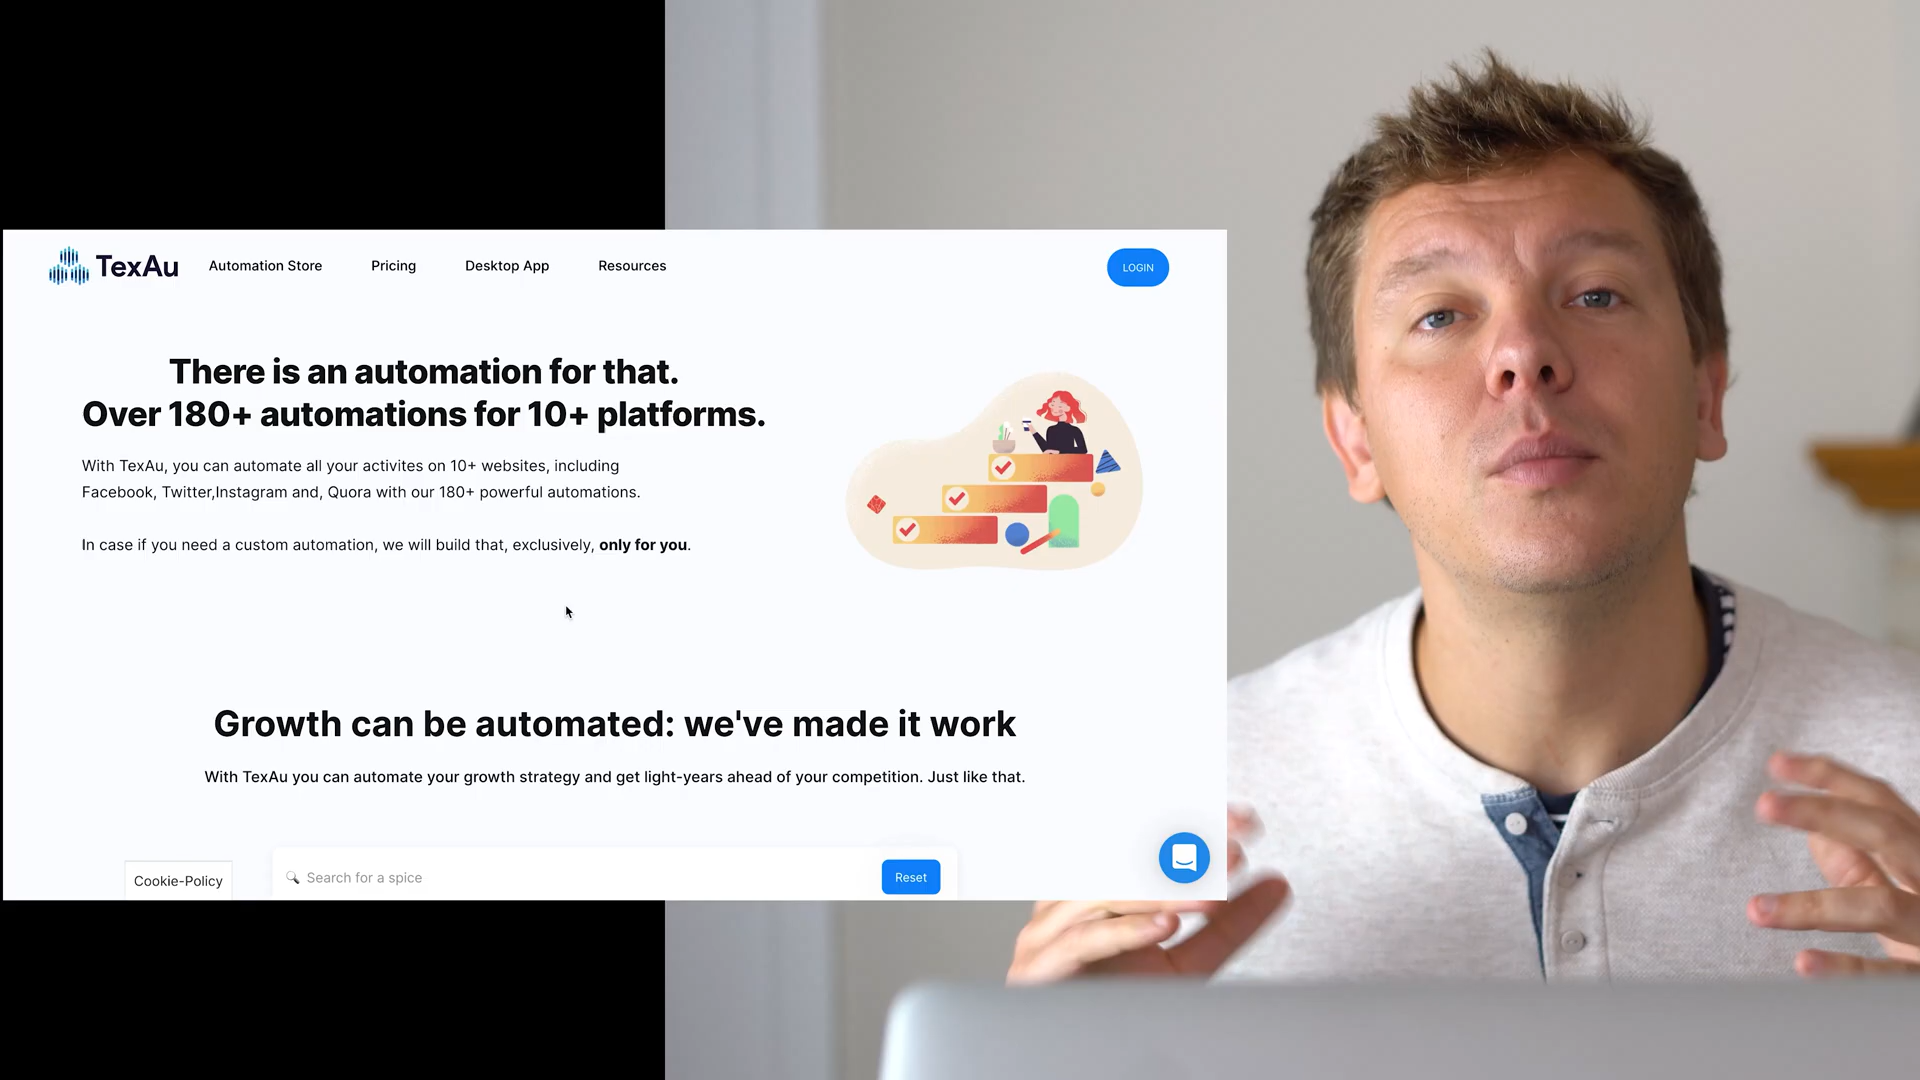 TexAu
Automation Store
Pricing
Desktop App
Resources
LOGIN
There is an automation for that.
Over 180+ automations for 10+ platforms.
With TexAu, you can automate all your activites on 10+ websites, including
Facebook, Twitter,Instagram and, Quora with our 180+ powerful automations.
In case if you need a custom automation, we will build that, exclusively, only for you.
Growth can be automated: we've made it work
With TexAu you can automate your growth strategy and get light-years ahead of your competition. Just like that.
Cookie-Policy
Search for a spice
Reset